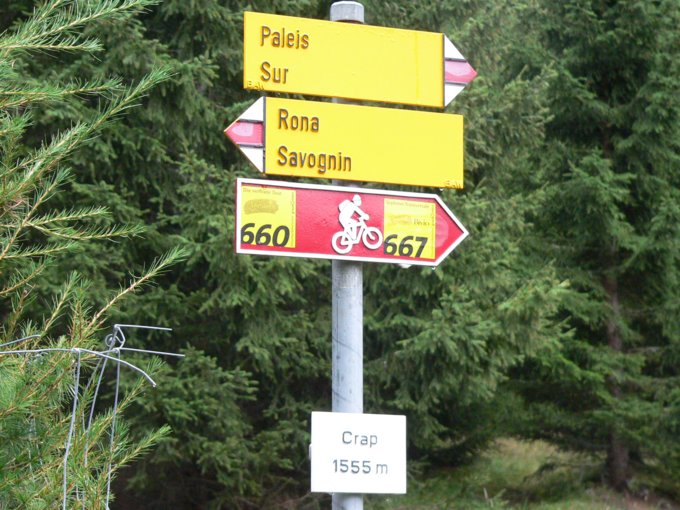 Paleis
Sur
Rona
Savognin
660
667
Crap
1555 m